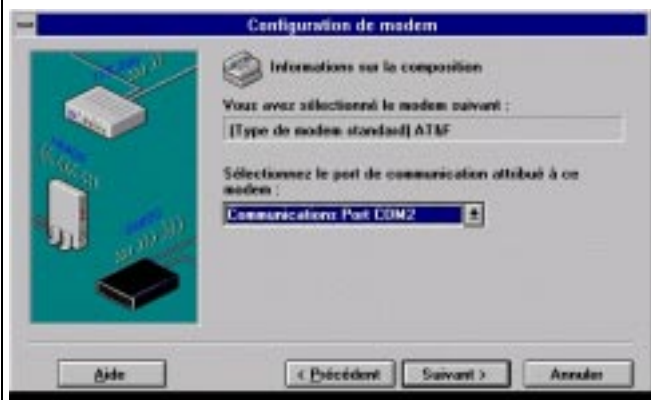 Configuration de modem
Informations sur la composition
Vous avez sélectionné le modem suivant :
(Type de modem standard) AT&F
Sélectionnez le port de communication attribué à ce
modem :
Communications Port COM2
Aide
< Précédent
Suivant >
Annuler